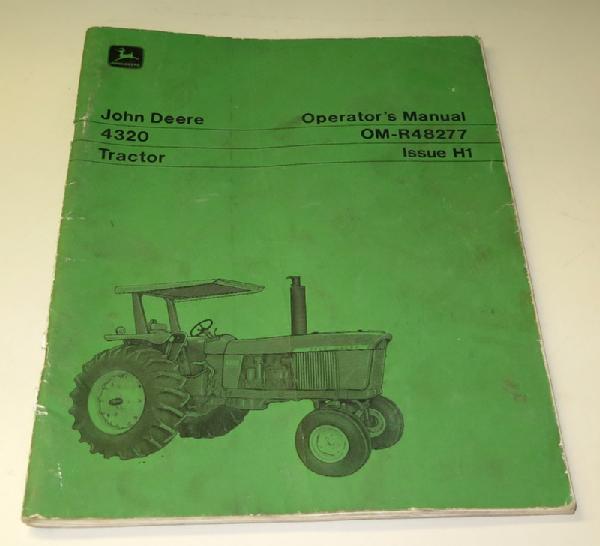 John Deere Operator's Manual
4320 OM-R48277
Tractor Issue H1